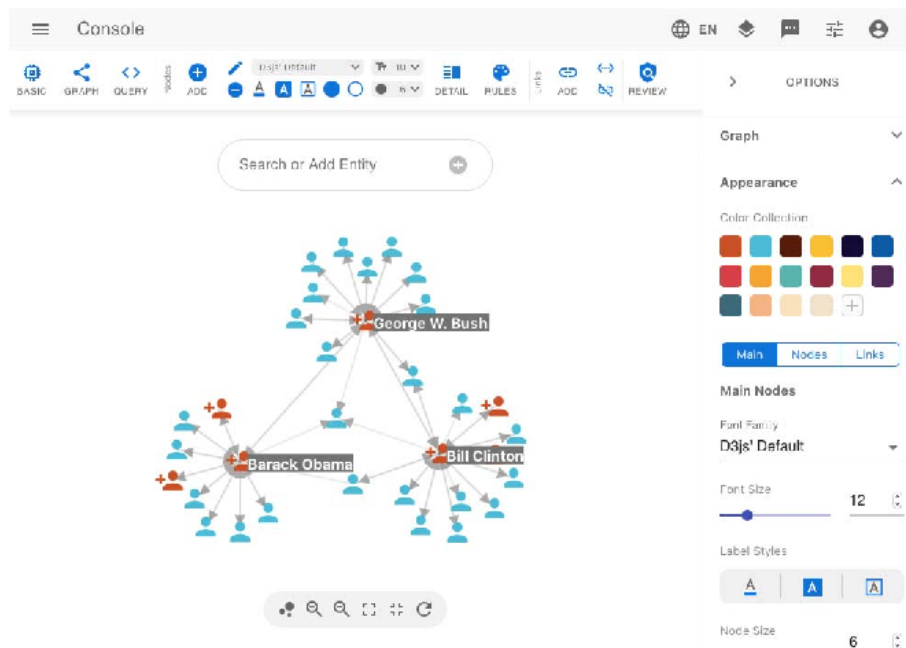 Console
EN
BASIC
GRAPH
QUERY
Nodes
ADD
D3js' Default
10
DETAIL
RULES
Links
ADD
REVIEW
OPTIONS
Search or Add Entity
George W. Bush
Barack Obama
Bill Clinton
Graph
Appearance
Color Collection
Main
Nodes
Links
Main Nodes
Font Family
D3js' Default
Font Size
12
Label Styles
A
A
A
Node Size
6